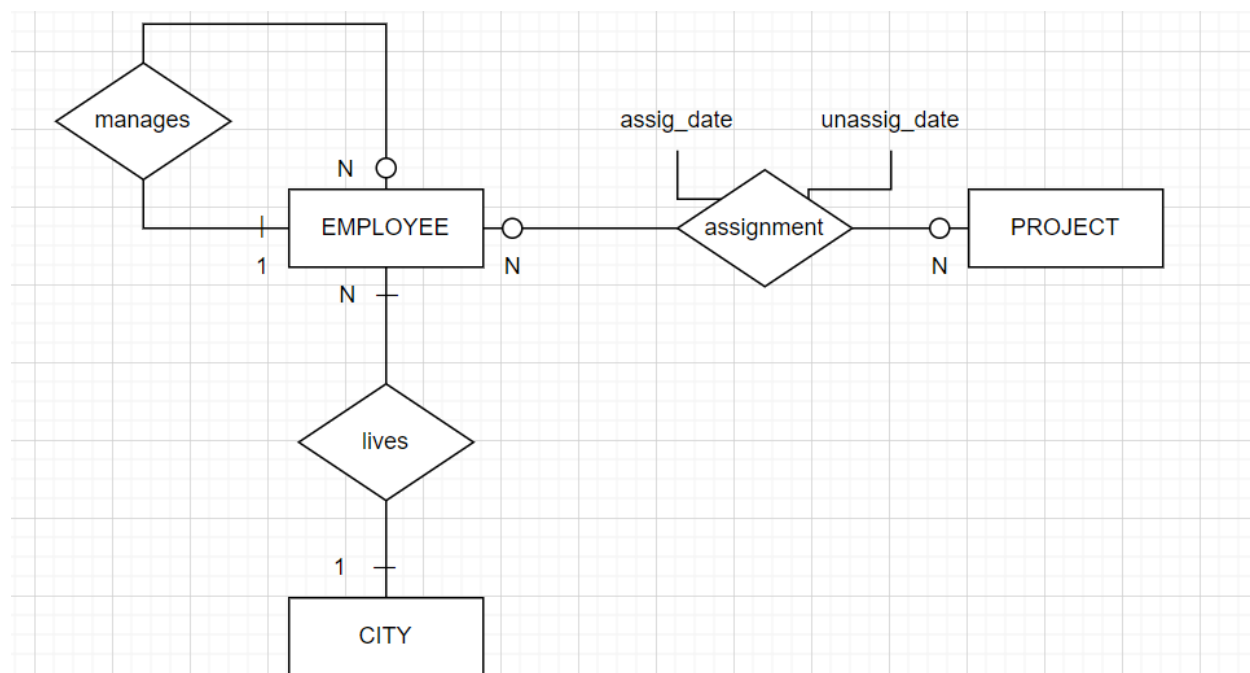 manages
assig_date
unassig_date
N
EMPLOYEE
assignment
PROJECT
1
N
N
N
lives
1
CITY